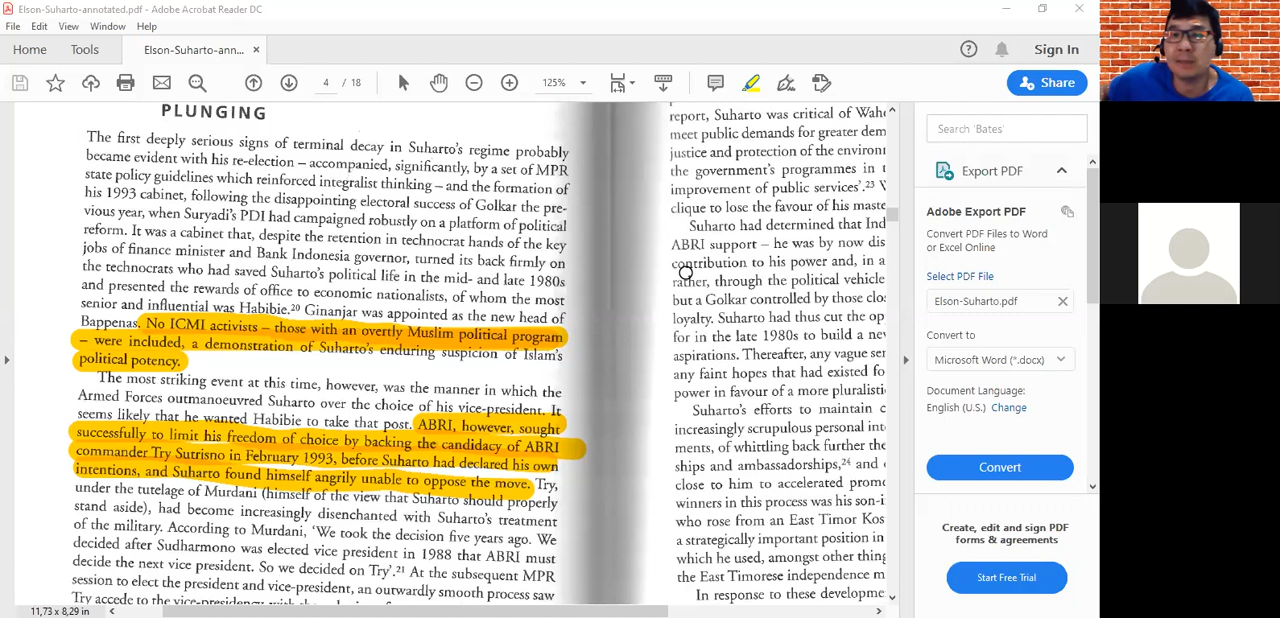 Elson-Suharto-annotated.pdf - Adobe Acrobat Reader DC
File Edit View Window Help
Home Tools Elson-Suharto-ann... × Sign In
4 / 18 125% Share
PLUNGING
The first deeply serious signs of terminal decay in Suharto's regime probably
became evident with his re-election – accompanied, significantly, by a set of MPR
state policy guidelines which reinforced integralist thinking – and the formation of
his 1993 cabinet, following the disappointing electoral success of Golkar the pre-
vious year, when Suryadi's PDI had campaigned robustly on a platform of political
reform. It was a cabinet that, despite the retention in technocrat hands of the key
jobs of finance minister and Bank Indonesia governor, turned its back firmly on
the technocrats who had saved Suharto's political life in the mid- and late 1980s
and presented the rewards of office to economic nationalists, of whom the most
senior and influential was Habibie.20 Ginanjar was appointed as the new head of
Bappenas. No ICMI activists – those with an overtly Muslim political program
– were included, a demonstration of Suharto's enduring suspicion of Islam's
political potency.
The most striking event at this time, however, was the manner in which the
Armed Forces outmanoeuvred Suharto over the choice of his vice-president. It
seems likely that he wanted Habibie to take that post. ABRI, however, sought
successfully to limit his freedom of choice by backing the candidacy of ABRI
commander Try Sutrisno in February 1993, before Suharto had declared his own
intentions, and Suharto found himself angrily unable to oppose the move. Try,
under the tutelage of Murdani (himself of the view that Suharto should properly
stand aside), had become increasingly disenchanted with Suharto's treatment
of the military. According to Murdani, 'We took the decision five years ago. We
decided after Sudharmono was elected vice president in 1988 that ABRI must
decide the next vice president. So we decided on Try'.21 At the subsequent MPR
session to elect the president and vice-president, an outwardly smooth process saw
Try accede to the vice-presidency with the
report, Suharto was critical of Wah
meet public demands for greater dem
justice and protection of the environ
the government's programmes in t
improvement of public services'.23 W
clique to lose the favour of his maste
Suharto had determined that Ind
ABRI support – he was by now dis
contribution to his power and, in a
rather, through the political vehicle
but a Golkar controlled by those clo
loyalty. Suharto had thus cut the op
for in the late 1980s to build a new
aspirations. Thereafter, any vague ser
any faint hopes that had existed fo
power in favour of a more pluralisti
Suharto's efforts to maintain c
increasingly scrupulous personal inte
ments, of whittling back further the
ships and ambassadorships,24 and
close to him to accelerated promo
winners in this process was his son-i
who rose from an East Timor Kos
a strategically important position in
which he used, amongst other thing
the East Timorese independence m
In response to these developme
11,73 x 8,29 in
Search 'Bates'
Export PDF
Adobe Export PDF
Convert PDF Files to Word
or Excel Online
Select PDF File
Elson-Suharto.pdf
Convert to
Microsoft Word (*.docx)
Document Language:
English (U.S.) Change
Convert
Create, edit and sign PDF
forms & agreements
Start Free Trial